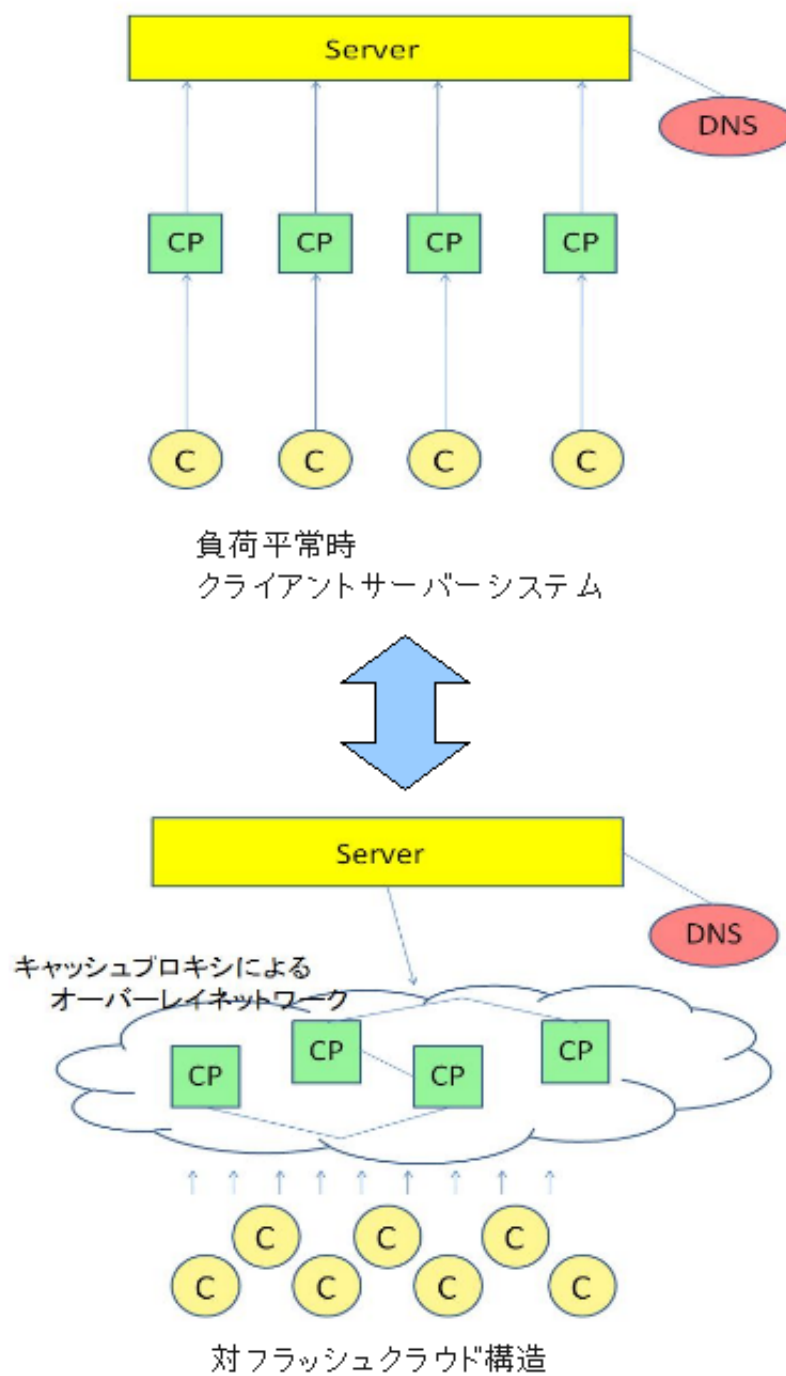 Server
DNS
CP CP CP CP
C C C C
負荷平常時
クライアントサーバーシステム
Server
DNS
キャッシュプロキシによる
オーバーレイネットワーク
CP CP CP CP
C C C
C C C C
対フラッシュクラウド構造